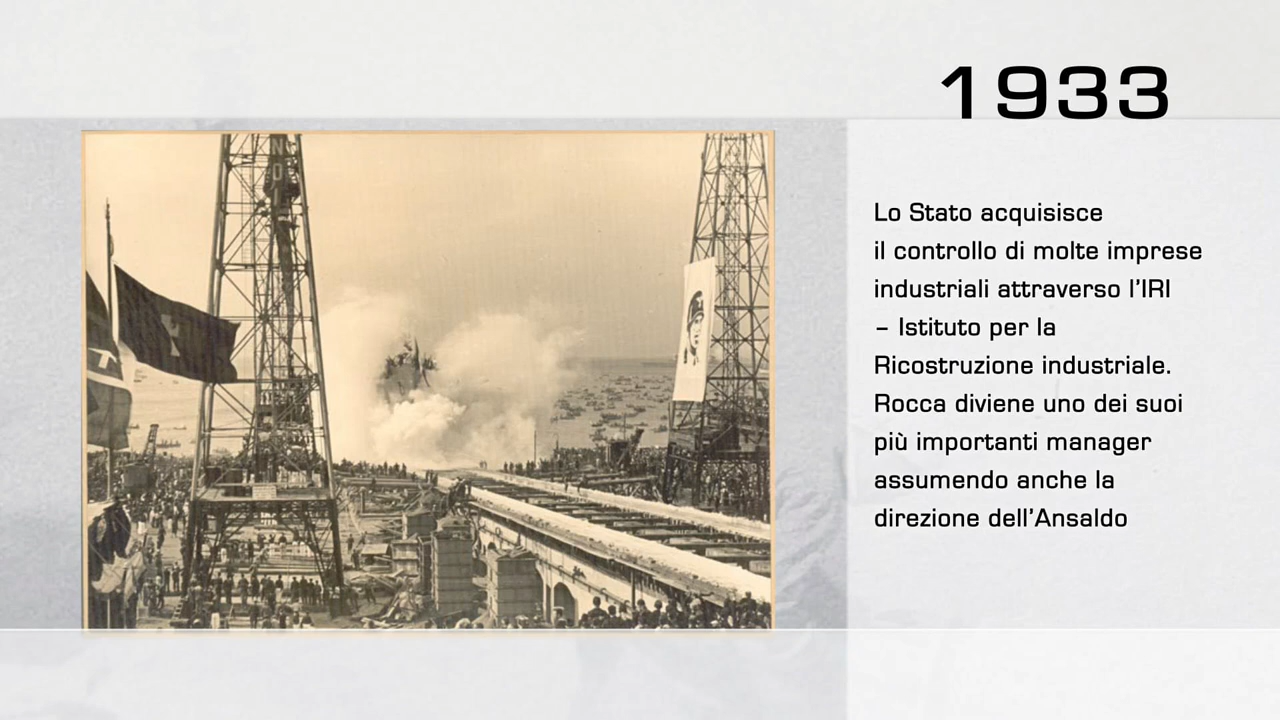 1933
Lo Stato acquisisce
il controllo di molte imprese
industriali attraverso l'IRI
– Istituto per la
Ricostruzione industriale.
Rocca diviene uno dei suoi
più importanti manager
assumendo anche la
direzione dell'Ansaldo